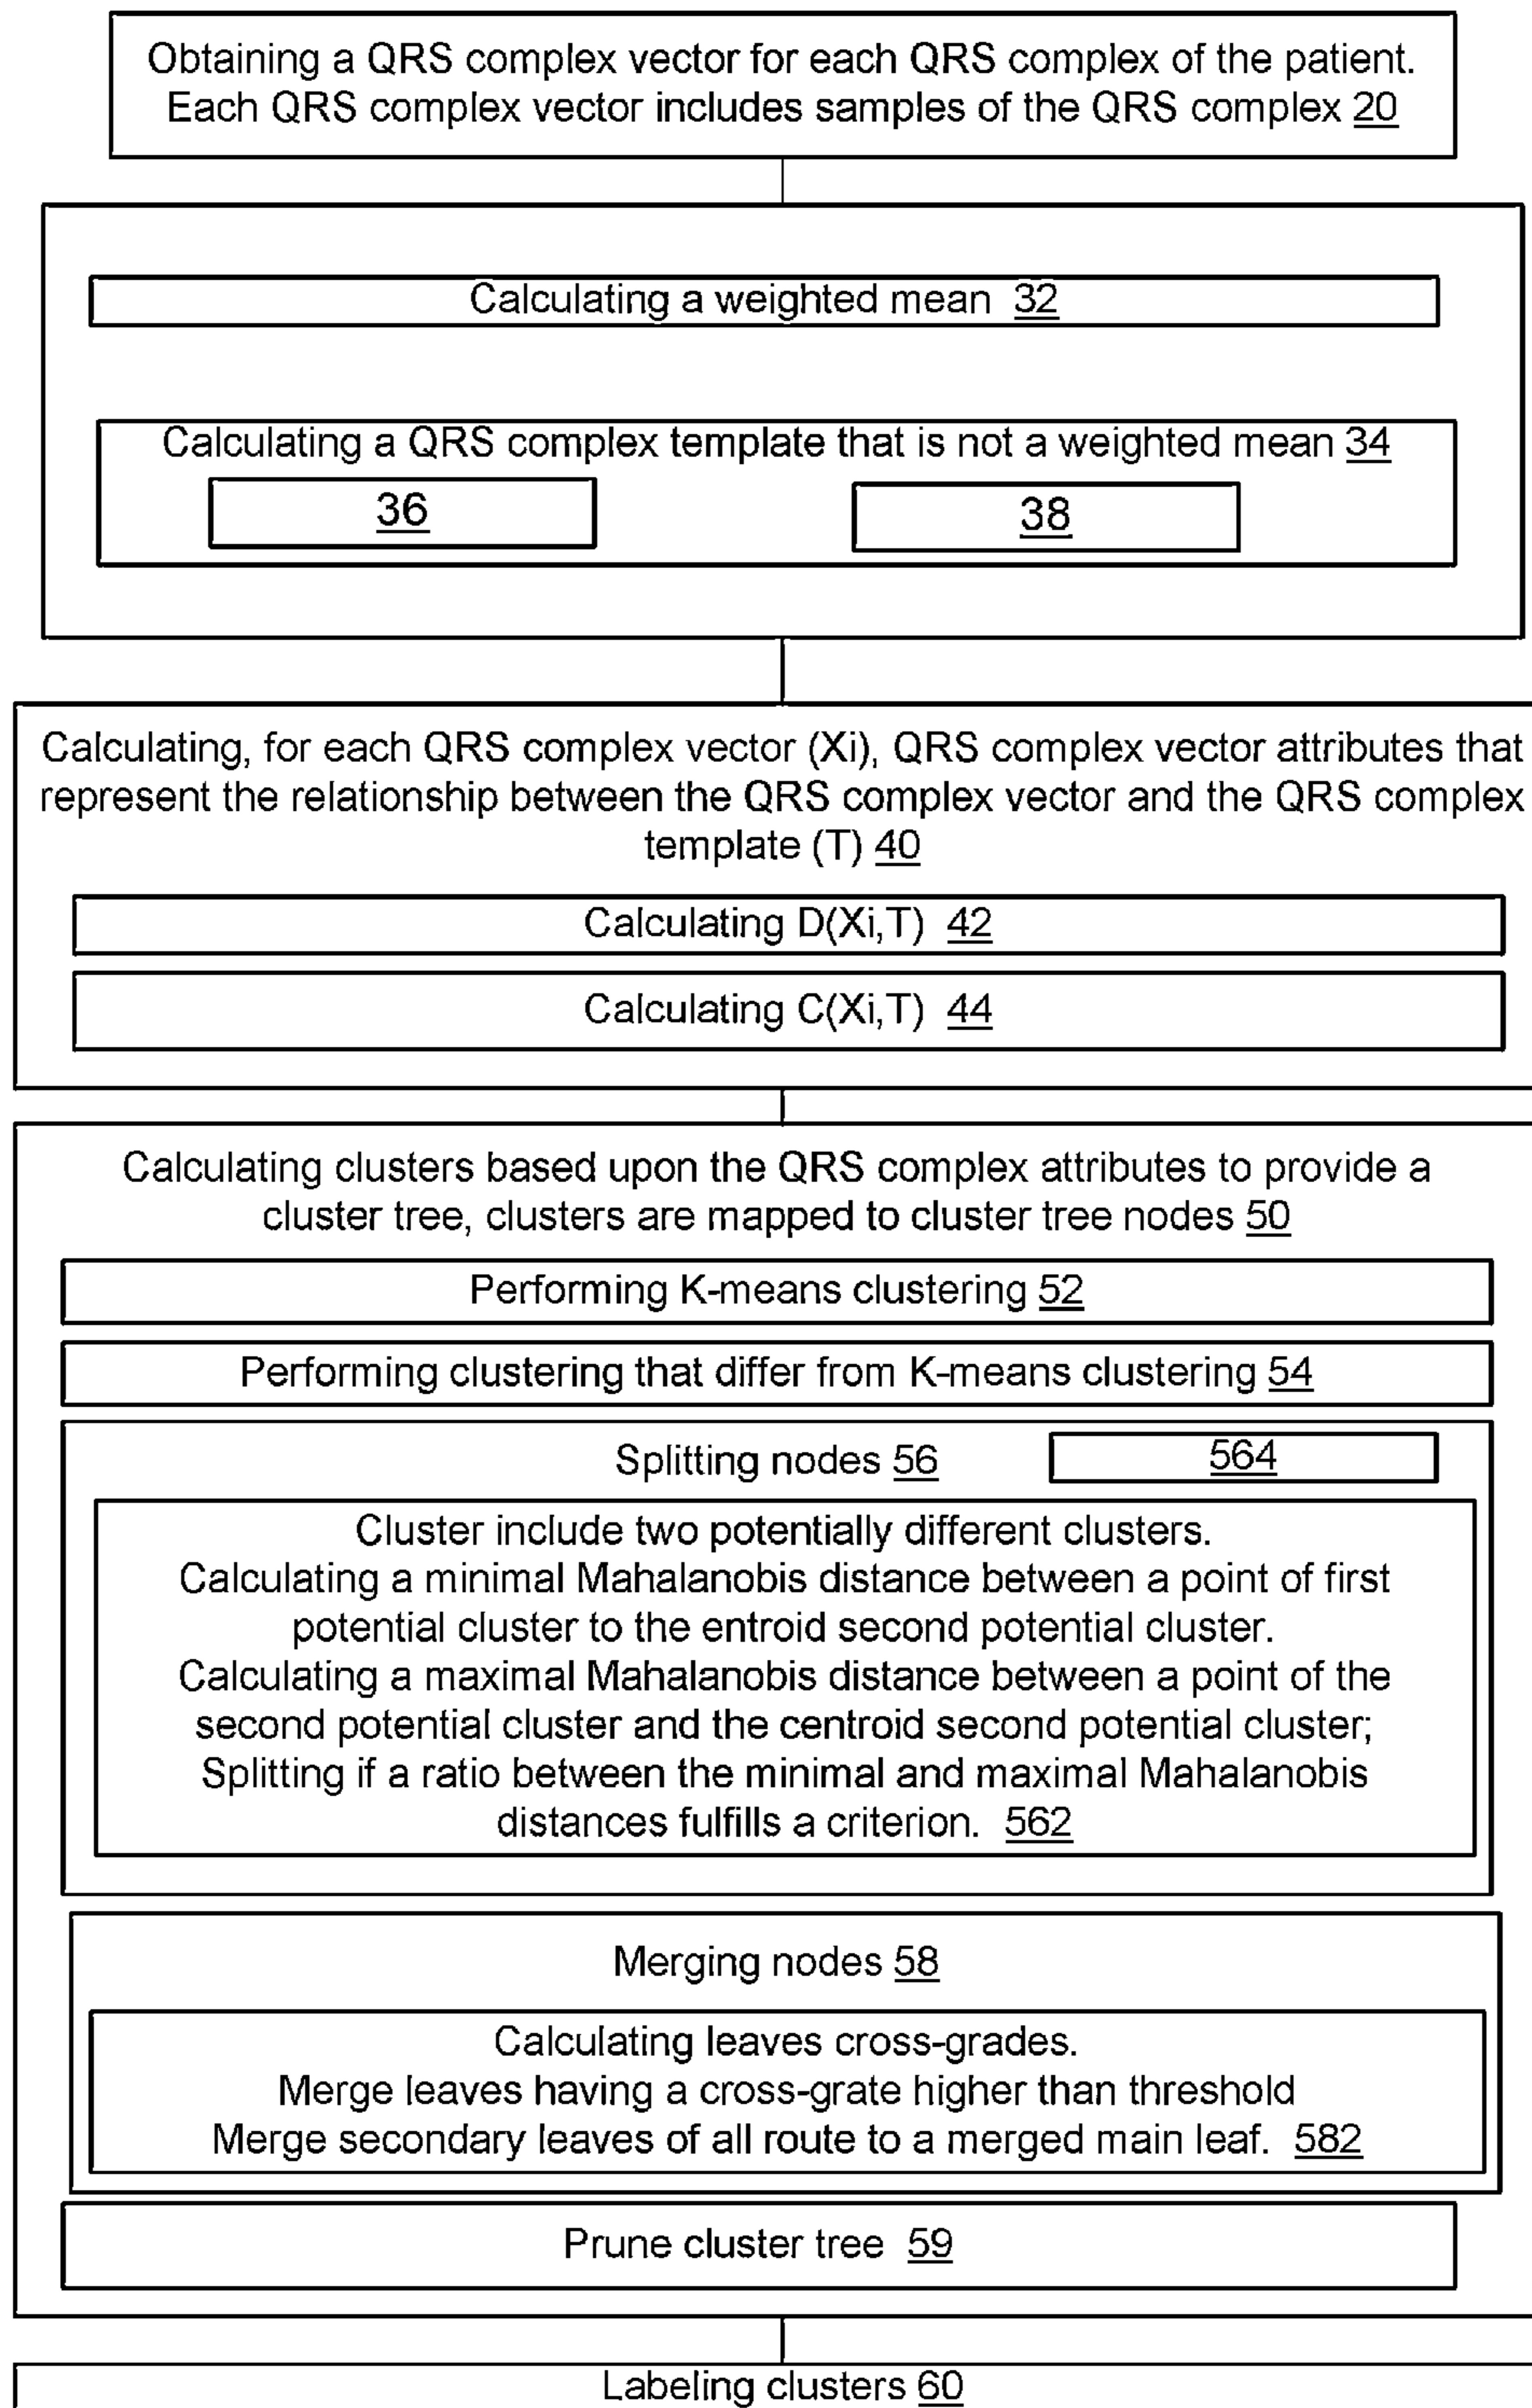 Obtaining a QRS complex vector for each QRS complex of the patient.
Each QRS complex vector includes samples of the QRS complex 20
Calculating a weighted mean 32
Calculating a QRS complex template that is not a weighted mean 34
36
38
Calculating, for each QRS complex vector (Xi), QRS complex vector attributes that
represent the relationship between the QRS complex vector and the QRS complex
template (T) 40
Calculating D(Xi,T) 42
Calculating C(Xi,T) 44
Calculating clusters based upon the QRS complex attributes to provide a
cluster tree, clusters are mapped to cluster tree nodes 50
Performing K-means clustering 52
Performing clustering that differ from K-means clustering 54
Splitting nodes 56
564
Cluster include two potentially different clusters.
Calculating a minimal Mahalanobis distance between a point of first
potential cluster to the entroid second potential cluster.
Calculating a maximal Mahalanobis distance between a point of the
second potential cluster and the centroid second potential cluster;
Splitting if a ratio between the minimal and maximal Mahalanobis
distances fulfills a criterion. 562
Merging nodes 58
Calculating leaves cross-grades.
Merge leaves having a cross-grate higher than threshold
Merge secondary leaves of all route to a merged main leaf. 582
Prune cluster tree 59
Labeling clusters 60